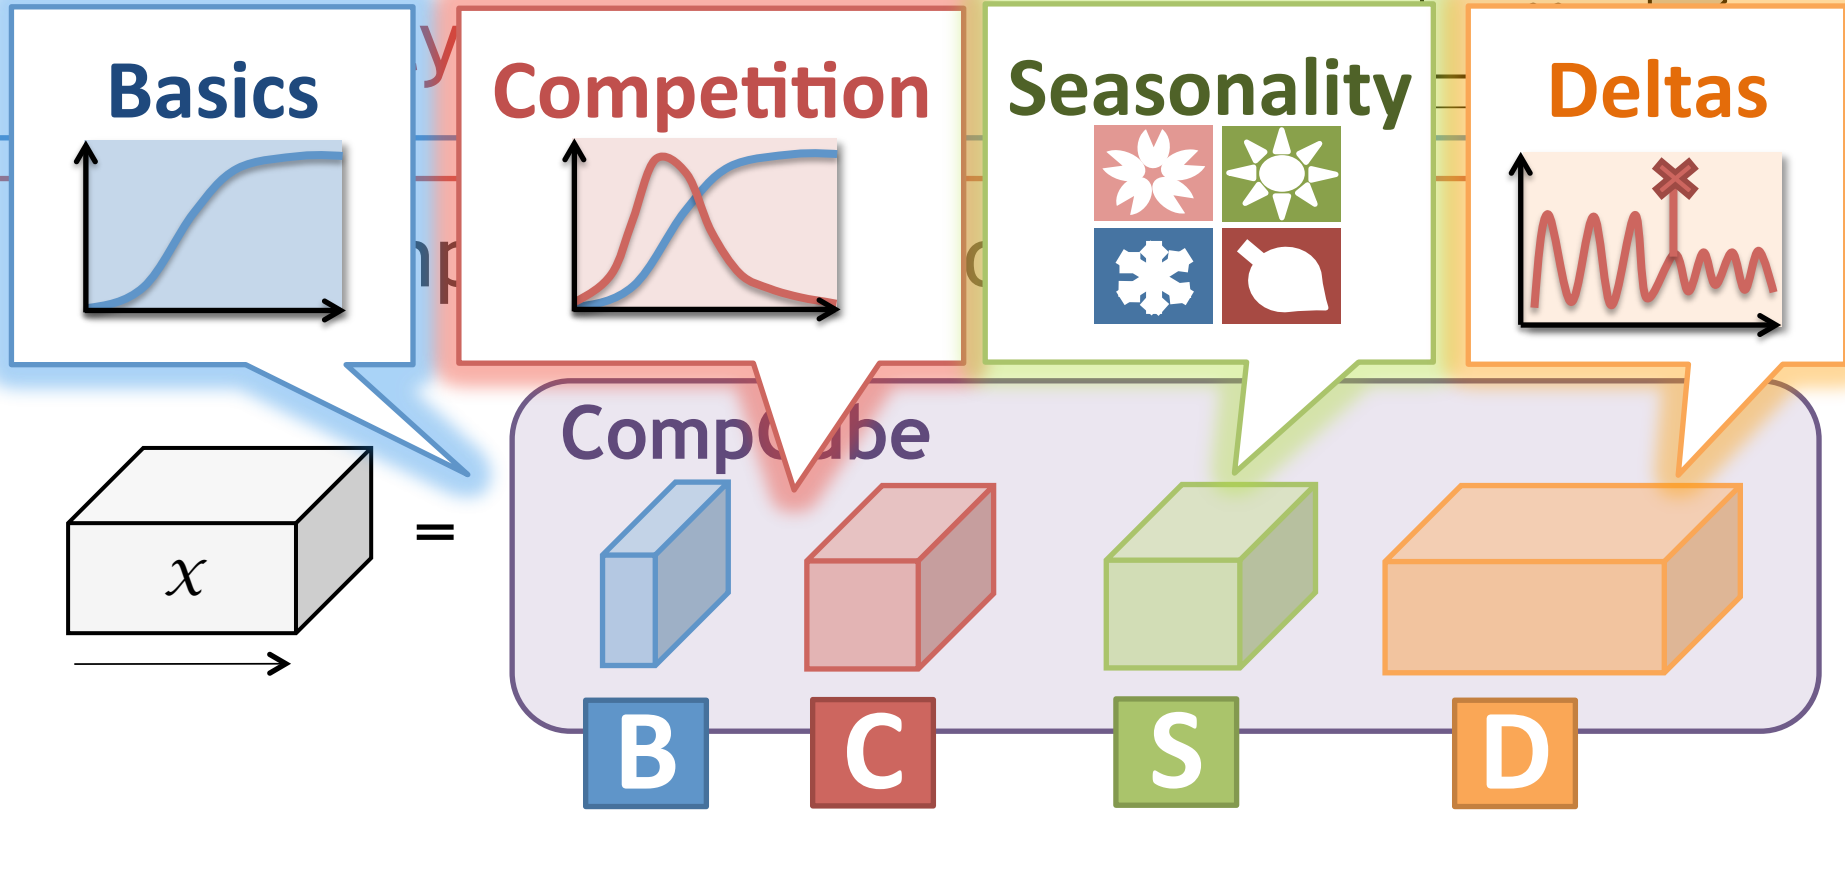 Basics
Competition
Seasonality
Deltas
x
=
B
C
S
D